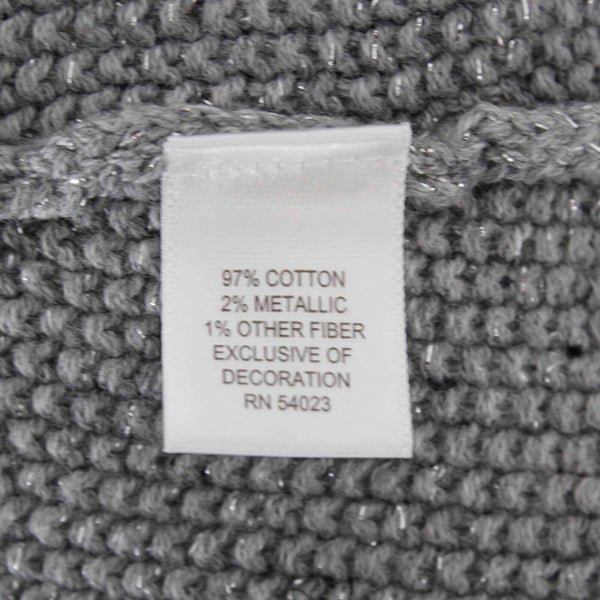 97% COTTON
2% METALLIC
1% OTHER FIBER
EXCLUSIVE OF
DECORATION
RN 54023